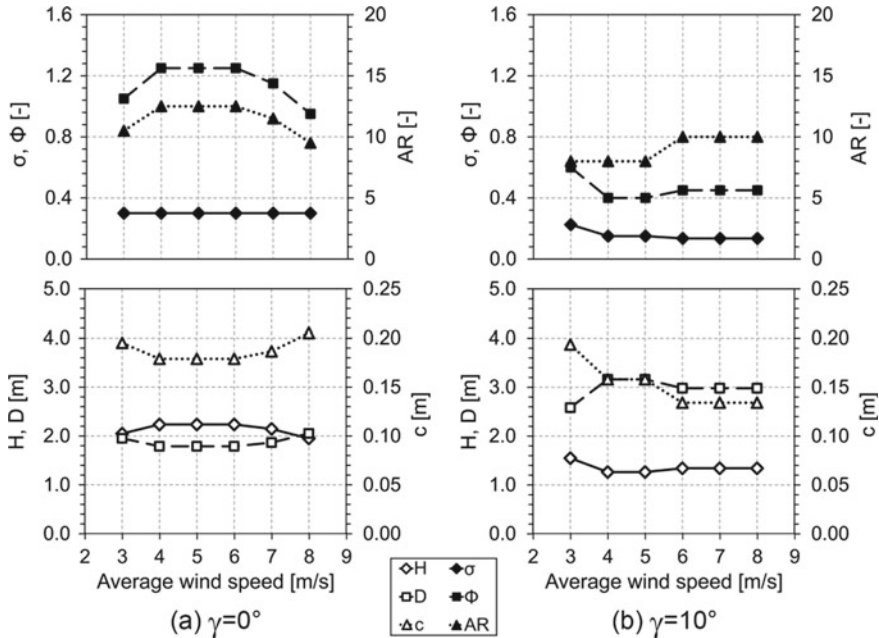 1.6
1.2
0.8
0.4
0.0
σ, Φ [-]
20
15
10
5
0
AR [-]
1.6
1.2
0.8
0.4
0.0
σ, Φ [-]
20
15
10
5
0
AR [-]
5.0
4.0
3.0
2.0
1.0
0.0
H, D [m]
0.25
0.20
0.15
0.10
0.05
0.00
c [m]
2 3 4 5 6 7 8 9
Average wind speed [m/s]
(a) γ=0°
5.0
4.0
3.0
2.0
1.0
0.0
H, D [m]
0.25
0.20
0.15
0.10
0.05
0.00
c [m]
2 3 4 5 6 7 8 9
Average wind speed [m/s]
(b) γ=10°
H σ
D Φ
c AR